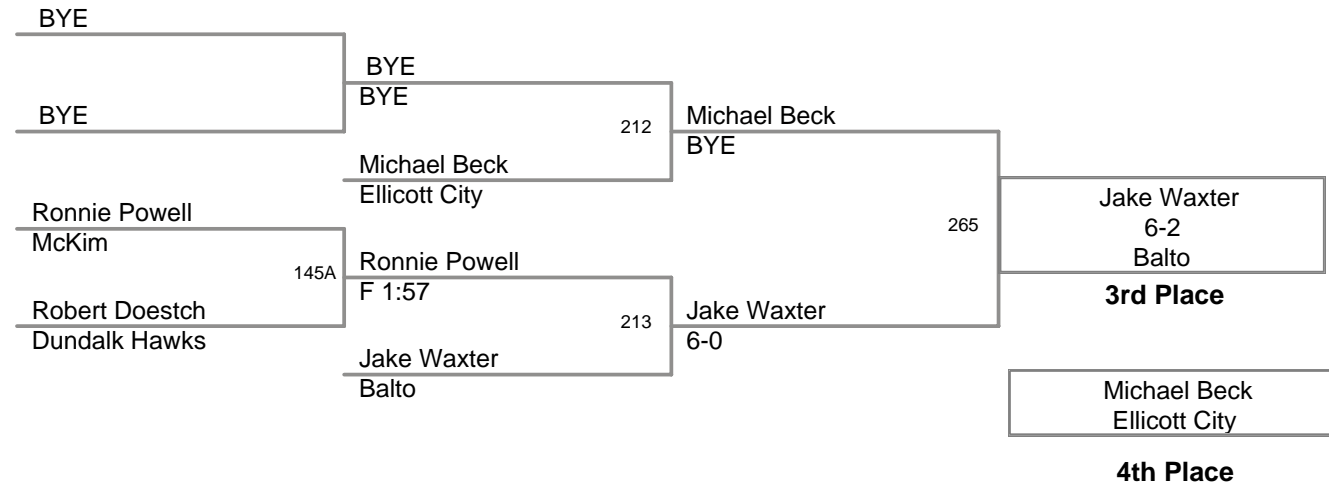 BYE
BYE
BYE
BYE
212
Michael Beck
BYE
Michael Beck
Ellicott City
Ronnie Powell
McKim
145A
Ronnie Powell
F 1:57
Robert Doestch
Dundalk Hawks
213
Jake Waxter
6-0
Jake Waxter
Balto
265
Jake Waxter
6-2
Balto
3rd Place
Michael Beck
Ellicott City
4th Place